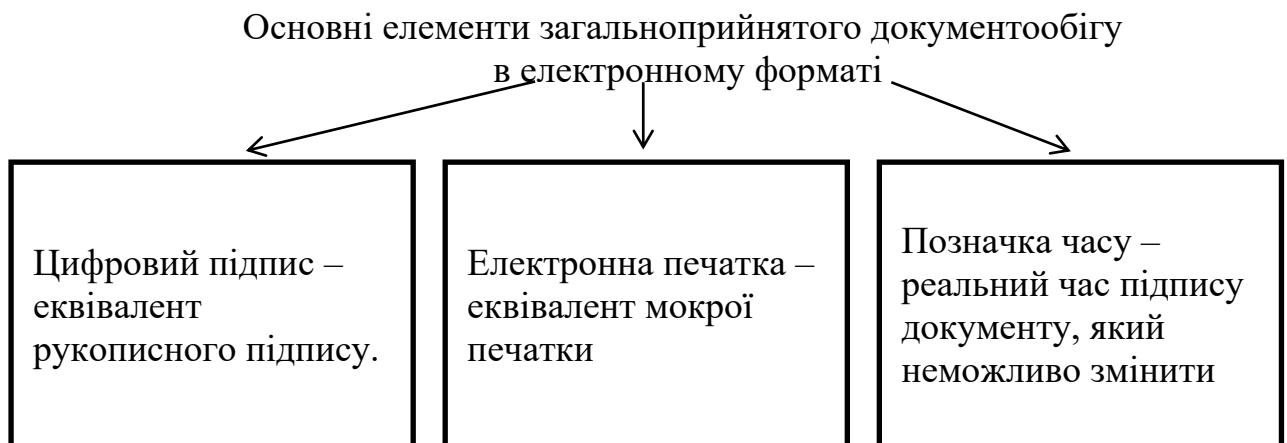 Основні елементи загальноприйнятого документообігу
в електронному форматі
Цифровий підпис –
еквівалент
рукописного підпису.
Електронна печатка –
еквівалент мокрої
печатки
Позначка часу –
реальний час підпису
документу, який
неможливо змінити